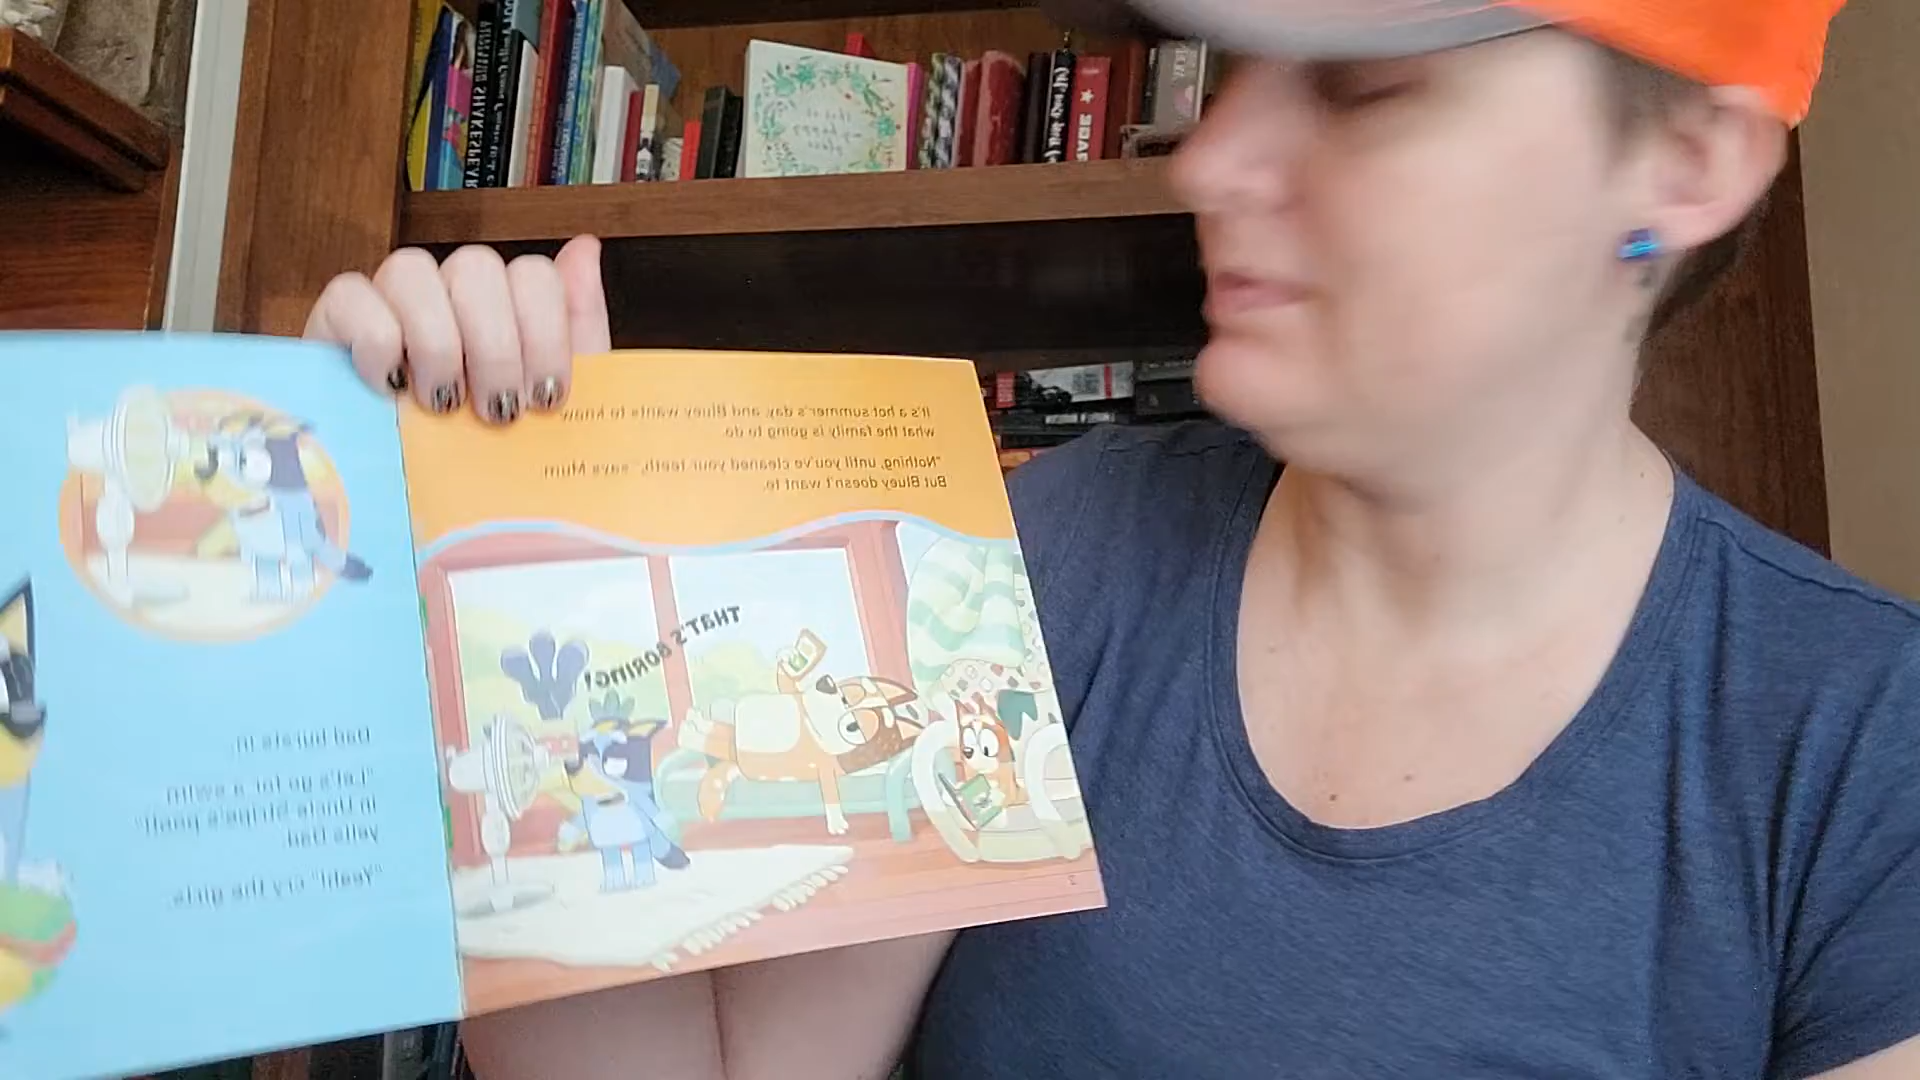 It's a hot summer's day, and Bluey wants to know
what the family is going to do.
"Nothing, until you've cleaned your teeth," says Mum.
But Bluey doesn't want to.
THAT'S BORING!
2
Dad bursts in.
"Let's go for a swim
in Uncle Stripe's pool!"
yells Dad.
"Yeah!" cry the girls.
SHAKESPEARE